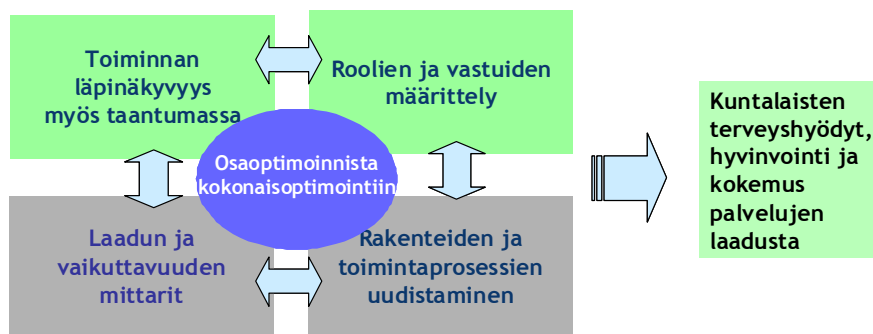 Toiminnan
läpinäkyvyys
myös taantumassa
Roolien ja vastuiden
määrittely
Osaoptimoinnista
kokonaisoptimointiin
Laadun ja
vaikuttavuuden
mittarit
Rakenteiden ja
toimintaprosessien
uudistaminen
Kuntalaisten
terveyshyödyt,
hyvinvointi ja
kokemus
palvelujen
laadusta